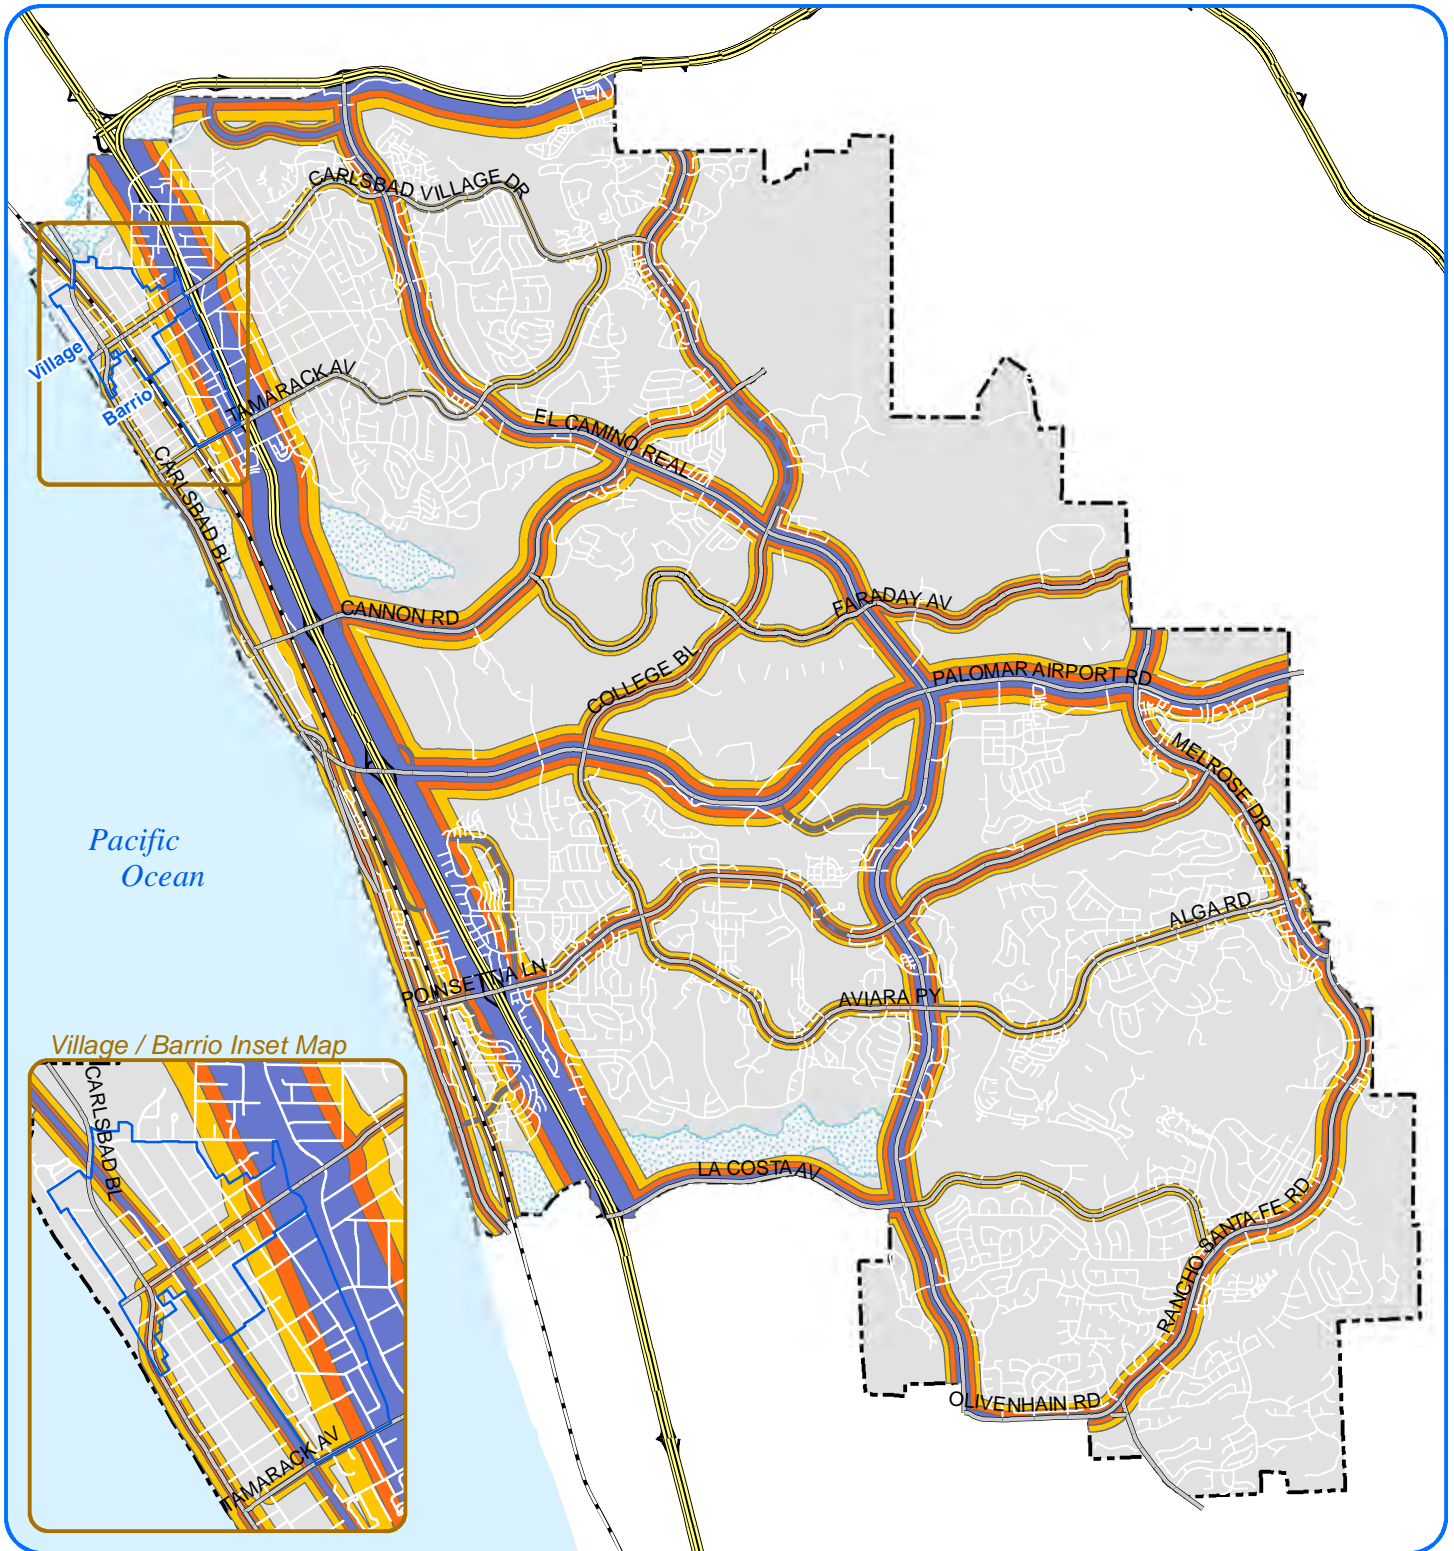 CARLSBAD VILLAGE DR
Village
Barrio
TAMARACK AV
EL CAMINO REAL
CARLSBAD BL
CANNON RD
FARADAY AV
COLLEGE BL
PALOMAR AIRPORT RD
MELROSE DR
Pacific
Ocean
ALGA RD
POINSETTIA LN
AVIARA PY
Village / Barrio Inset Map
CARLSBAD BL
LA COSTA AV
RANCHO SANTA FE RD
OLIVENHAIN RD
TAMARACK AV